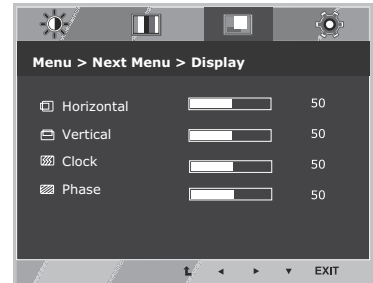 Menu > Next Menu > Display
Horizontal 50
Vertical 50
Clock 50
Phase 50
EXIT